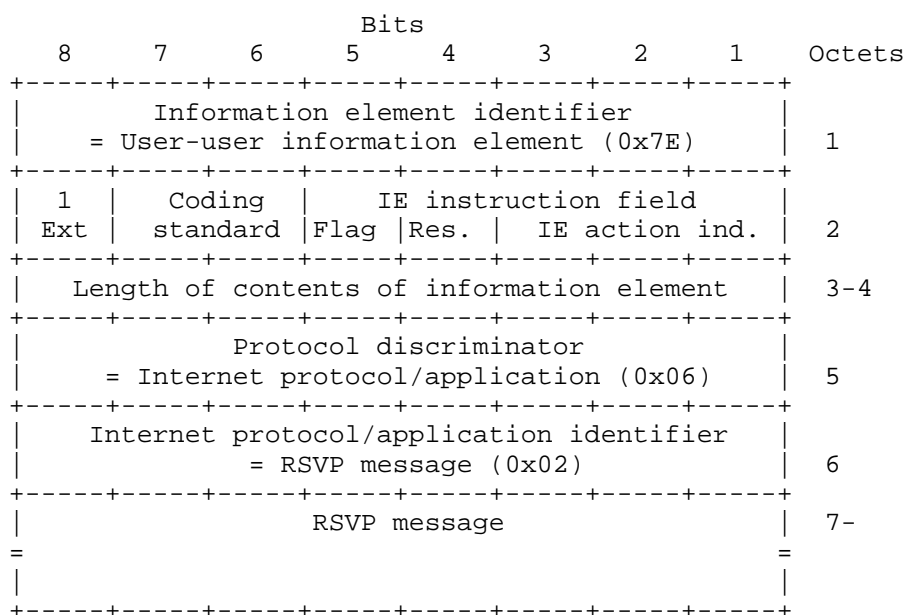 Bits
    8     7     6     5     4     3     2     1    Octets
 +-----+-----+-----+-----+-----+-----+-----+-----+
 |        Information element identifier         |
 |    = User-user information element (0x7E)     |  1
 +-----+-----+-----+-----+-----+-----+-----+-----+
 |  1  |   Coding  |    IE instruction field     |
 | Ext |  standard |Flag |Res. |  IE action ind. |  2
 +-----+-----+-----+-----+-----+-----+-----+-----+
 |   Length of contents of information element   |  3-4
 +-----+-----+-----+-----+-----+-----+-----+-----+
 |             Protocol discriminator            |
 |     = Internet protocol/application (0x06)    |  5
 +-----+-----+-----+-----+-----+-----+-----+-----+
 |    Internet protocol/application identifier   |
 |              = RSVP message (0x02)            |  6
 +-----+-----+-----+-----+-----+-----+-----+-----+
 |                  RSVP message                 |  7-
 =                                               =
 |                                               |
 +-----+-----+-----+-----+-----+-----+-----+-----+